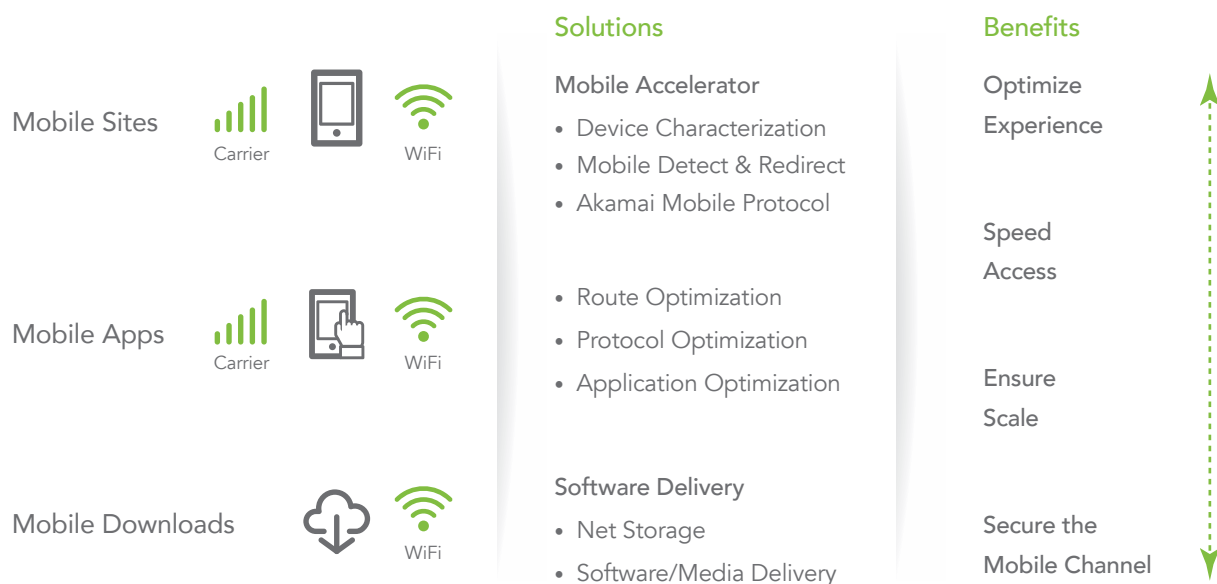 Solutions
Benefits
Mobile Sites
Carrier
WiFi
Mobile Accelerator
• Device Characterization
• Mobile Detect & Redirect
• Akamai Mobile Protocol
Optimize
Experience
Speed
Access
Mobile Apps
Carrier
WiFi
• Route Optimization
• Protocol Optimization
• Application Optimization
Ensure
Scale
Mobile Downloads
WiFi
Software Delivery
• Net Storage
• Software/Media Delivery
Secure the
Mobile Channel